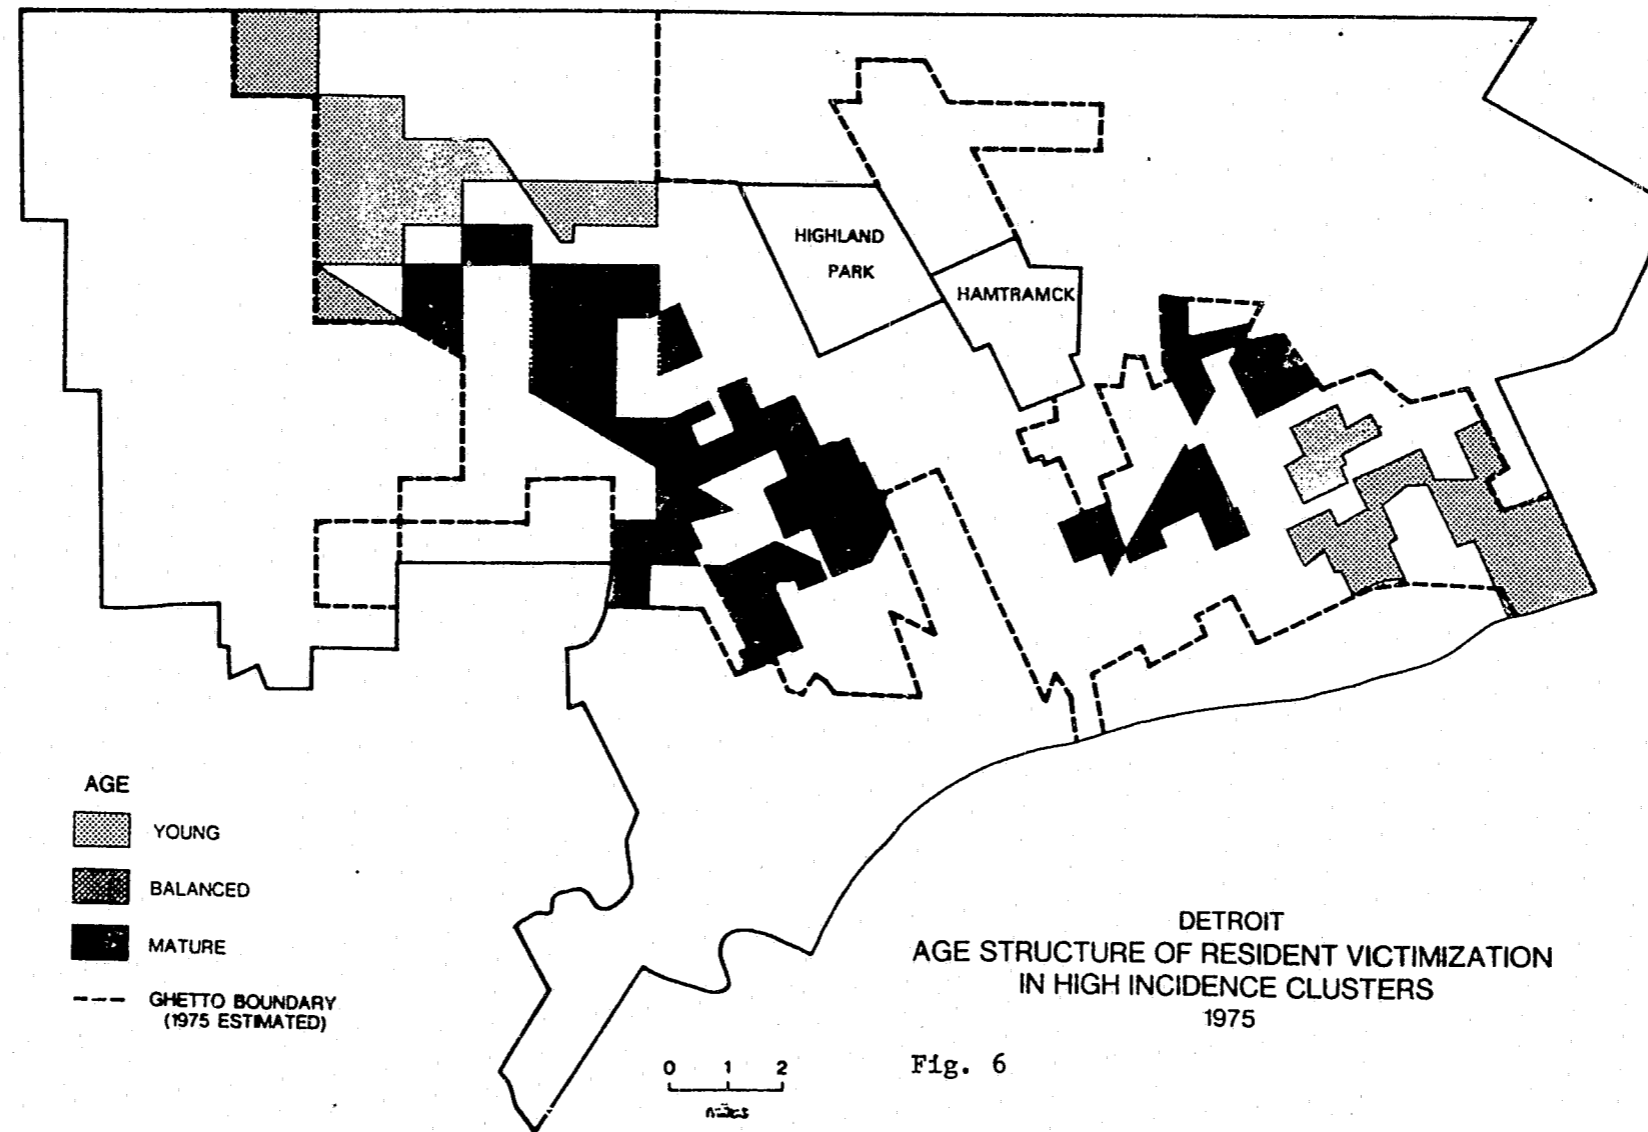 HIGHLAND
PARK
HAMTRAMCK
AGE
YOUNG
BALANCED
MATURE
GHETTO BOUNDARY
(1975 ESTIMATED)
DETROIT
AGE STRUCTURE OF RESIDENT VICTIMIZATION
IN HIGH INCIDENCE CLUSTERS
1975
0 1 2
miles
Fig. 6